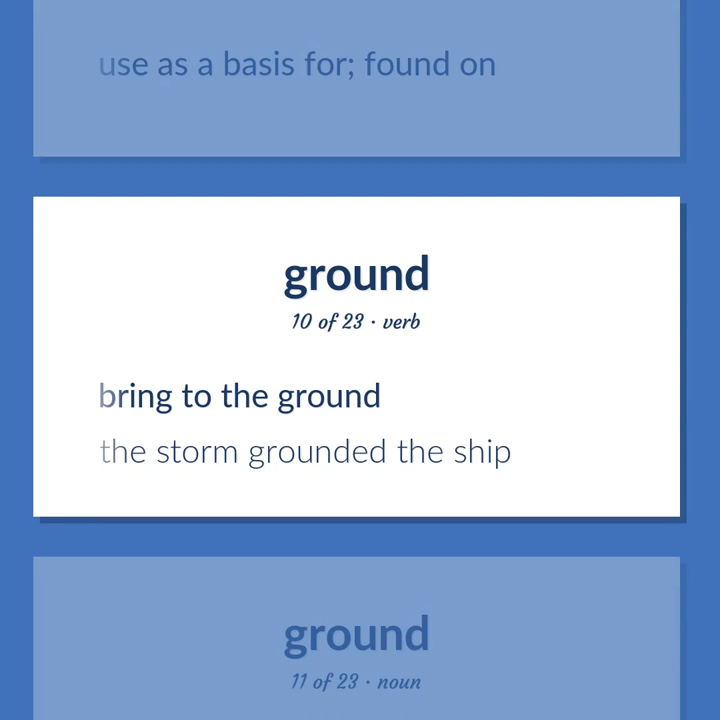 use as a basis for; found on
ground
10 of 23 · verb
bring to the ground
the storm grounded the ship
ground
11 of 23 · noun